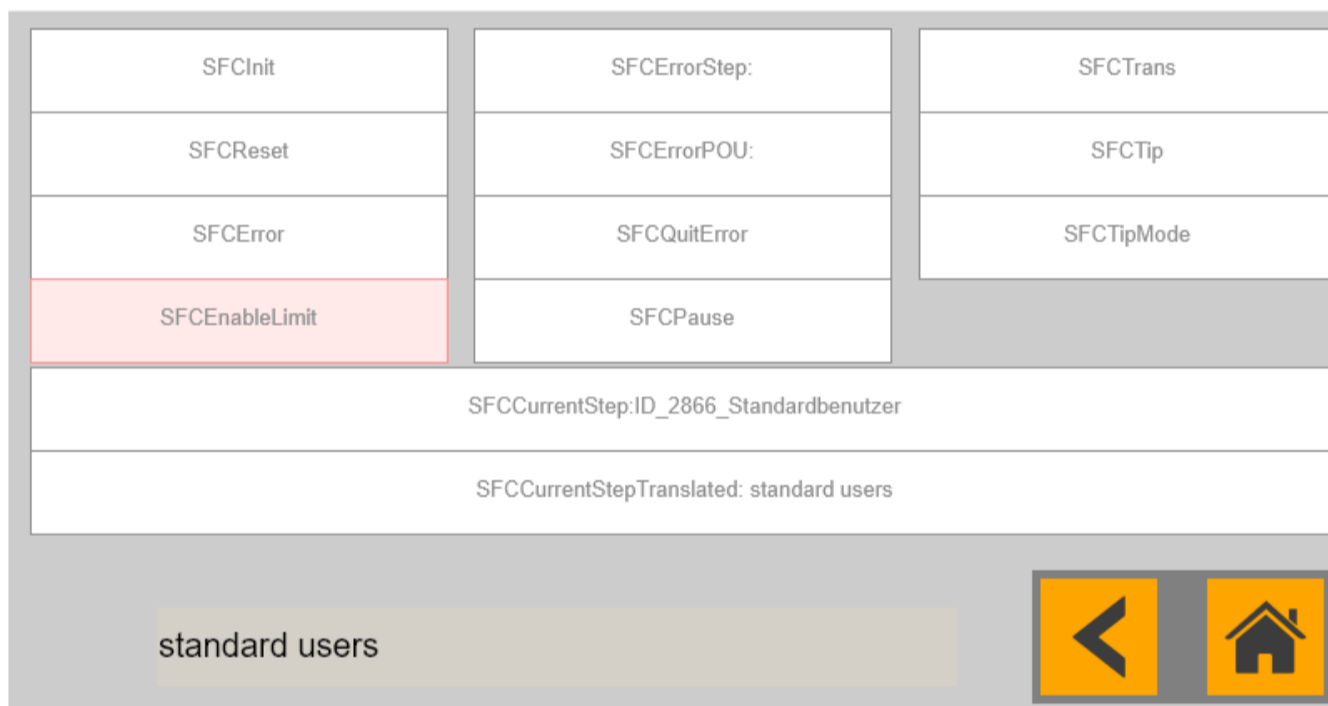 SFCInit
SFCReset
SFCError
SFCEnableLimit
SFCErrorStep:
SFCErrorPOU:
SFCQuitError
SFCPause
SFCTrans
SFCTip
SFCTipMode
SFCCurrentStep:ID_2866_Standardbenutzer
SFCCurrentStepTranslated: standard users
standard users